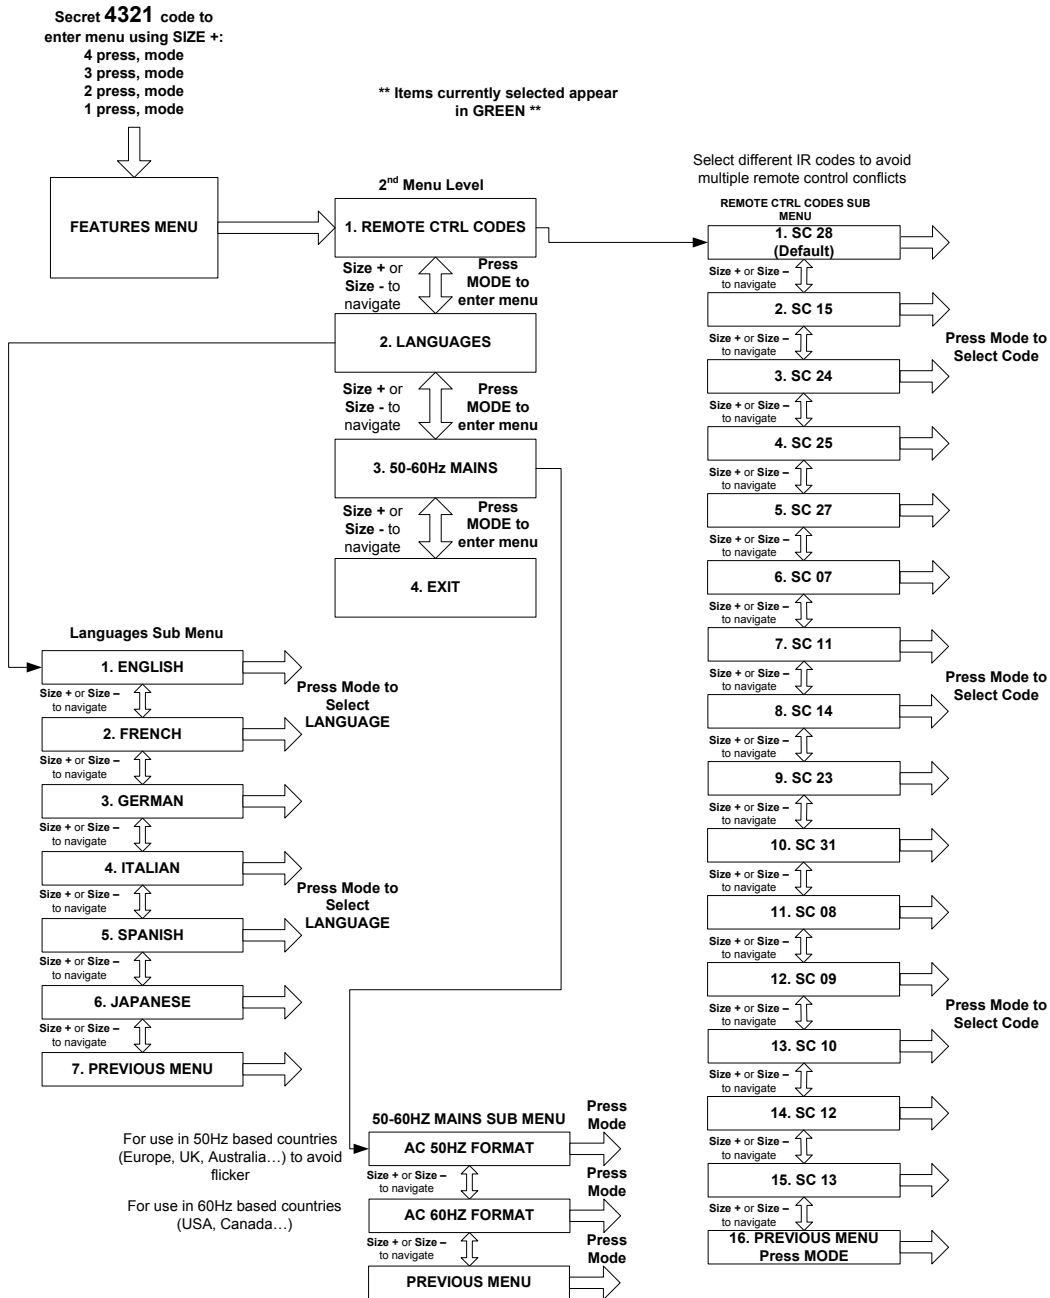 Secret 4321 code to
enter menu using SIZE +:
4 press, mode
3 press, mode
2 press, mode
1 press, mode
** Items currently selected appear
in GREEN **
FEATURES MENU
2nd Menu Level
1. REMOTE CTRL CODES
Size + or
Size - to
navigate
Press
MODE to
enter menu
2. LANGUAGES
Size + or
Size - to
navigate
Press
MODE to
enter menu
3. 50-60Hz MAINS
Size + or
Size - to
navigate
Press
MODE to
enter menu
4. EXIT
Select different IR codes to avoid
multiple remote control conflicts
REMOTE CTRL CODES SUB
MENU
1. SC 28
(Default)
Size + or Size –
to navigate
2. SC 15
Size + or Size –
to navigate
Press Mode to
Select Code
3. SC 24
Size + or Size –
to navigate
4. SC 25
Size + or Size –
to navigate
5. SC 27
Size + or Size –
to navigate
6. SC 07
Size + or Size –
to navigate
7. SC 11
Size + or Size –
to navigate
Press Mode to
Select Code
8. SC 14
Size + or Size –
to navigate
9. SC 23
Size + or Size –
to navigate
10. SC 31
Size + or Size –
to navigate
11. SC 08
Size + or Size –
to navigate
12. SC 09
Size + or Size –
to navigate
Press Mode to
Select Code
13. SC 10
Size + or Size –
to navigate
14. SC 12
Size + or Size –
to navigate
15. SC 13
Size + or Size –
to navigate
16. PREVIOUS MENU
Press MODE
Languages Sub Menu
1. ENGLISH
Size + or Size –
to navigate
Press Mode to
Select
LANGUAGE
2. FRENCH
Size + or Size –
to navigate
3. GERMAN
Size + or Size –
to navigate
4. ITALIAN
Size + or Size –
to navigate
Press Mode to
Select
LANGUAGE
5. SPANISH
Size + or Size –
to navigate
6. JAPANESE
Size + or Size –
to navigate
7. PREVIOUS MENU
50-60HZ MAINS SUB MENU
For use in 50Hz based countries
(Europe, UK, Australia…) to avoid
flicker
AC 50HZ FORMAT
Press
Mode
Size + or Size –
to navigate
For use in 60Hz based countries
(USA, Canada…)
AC 60HZ FORMAT
Press
Mode
Size + or Size –
to navigate
PREVIOUS MENU
Press
Mode